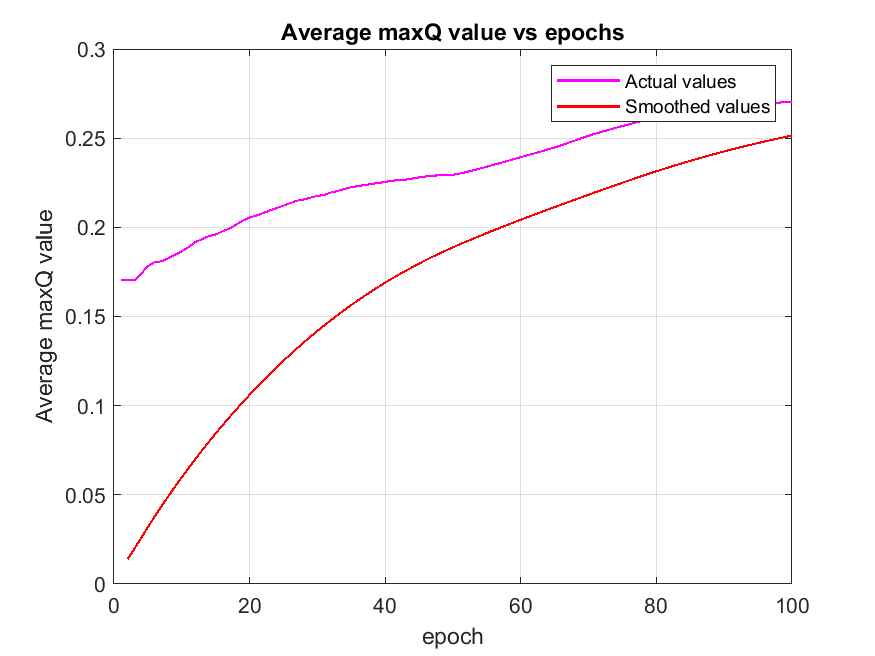 Average maxQ value vs epochs
0.3
Actual values
Smoothed values
0.25
0.2
0.15
0.1
0.05
0
Average maxQ value
0 20 40 60 80 100
epoch